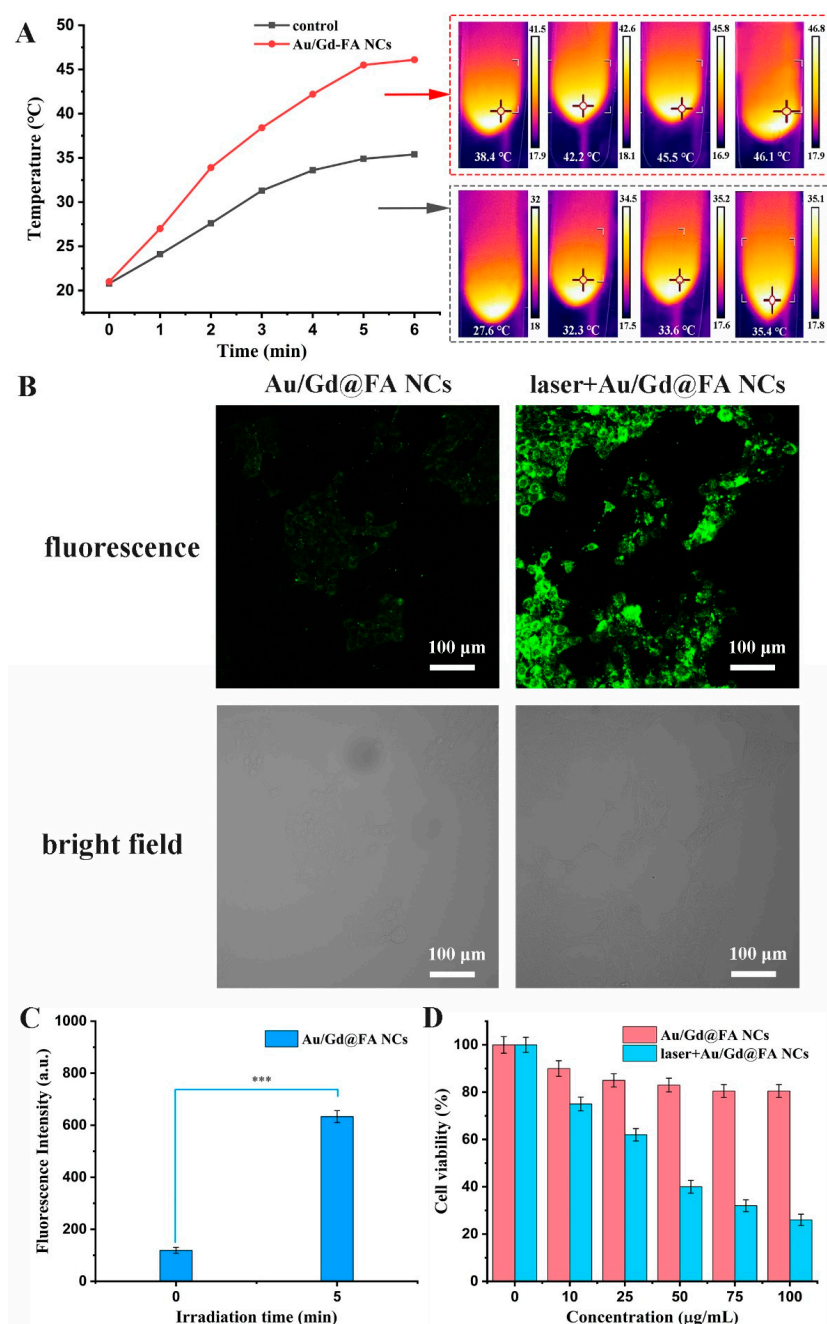 A
control
Au/Gd-FA NCs
Temperature (℃)
50
45
40
35
30
25
20
0 1 2 3 4 5 6
Time (min)
41.5 42.6 45.8 46.8
38.4 ℃ 42.2 ℃ 45.5 ℃ 46.1 ℃
17.9 18.1 16.9 17.9
32 34.5 35.2 35.1
27.6 ℃ 32.3 ℃ 33.6 ℃ 35.4 ℃
18 17.5 17.6 17.8
B
Au/Gd@FA NCs laser+Au/Gd@FA NCs
fluorescence
100 μm 100 μm
bright field
100 μm 100 μm
C
Au/Gd@FA NCs
Fluorescence Intensity (a.u.)
1000
800
600
400
200
0
***
0 5
Irradiation time (min)
D
Au/Gd@FA NCs
laser+Au/Gd@FA NCs
Cell viability (%)
100
80
60
40
20
0
0 10 25 50 75 100
Concentration (μg/mL)